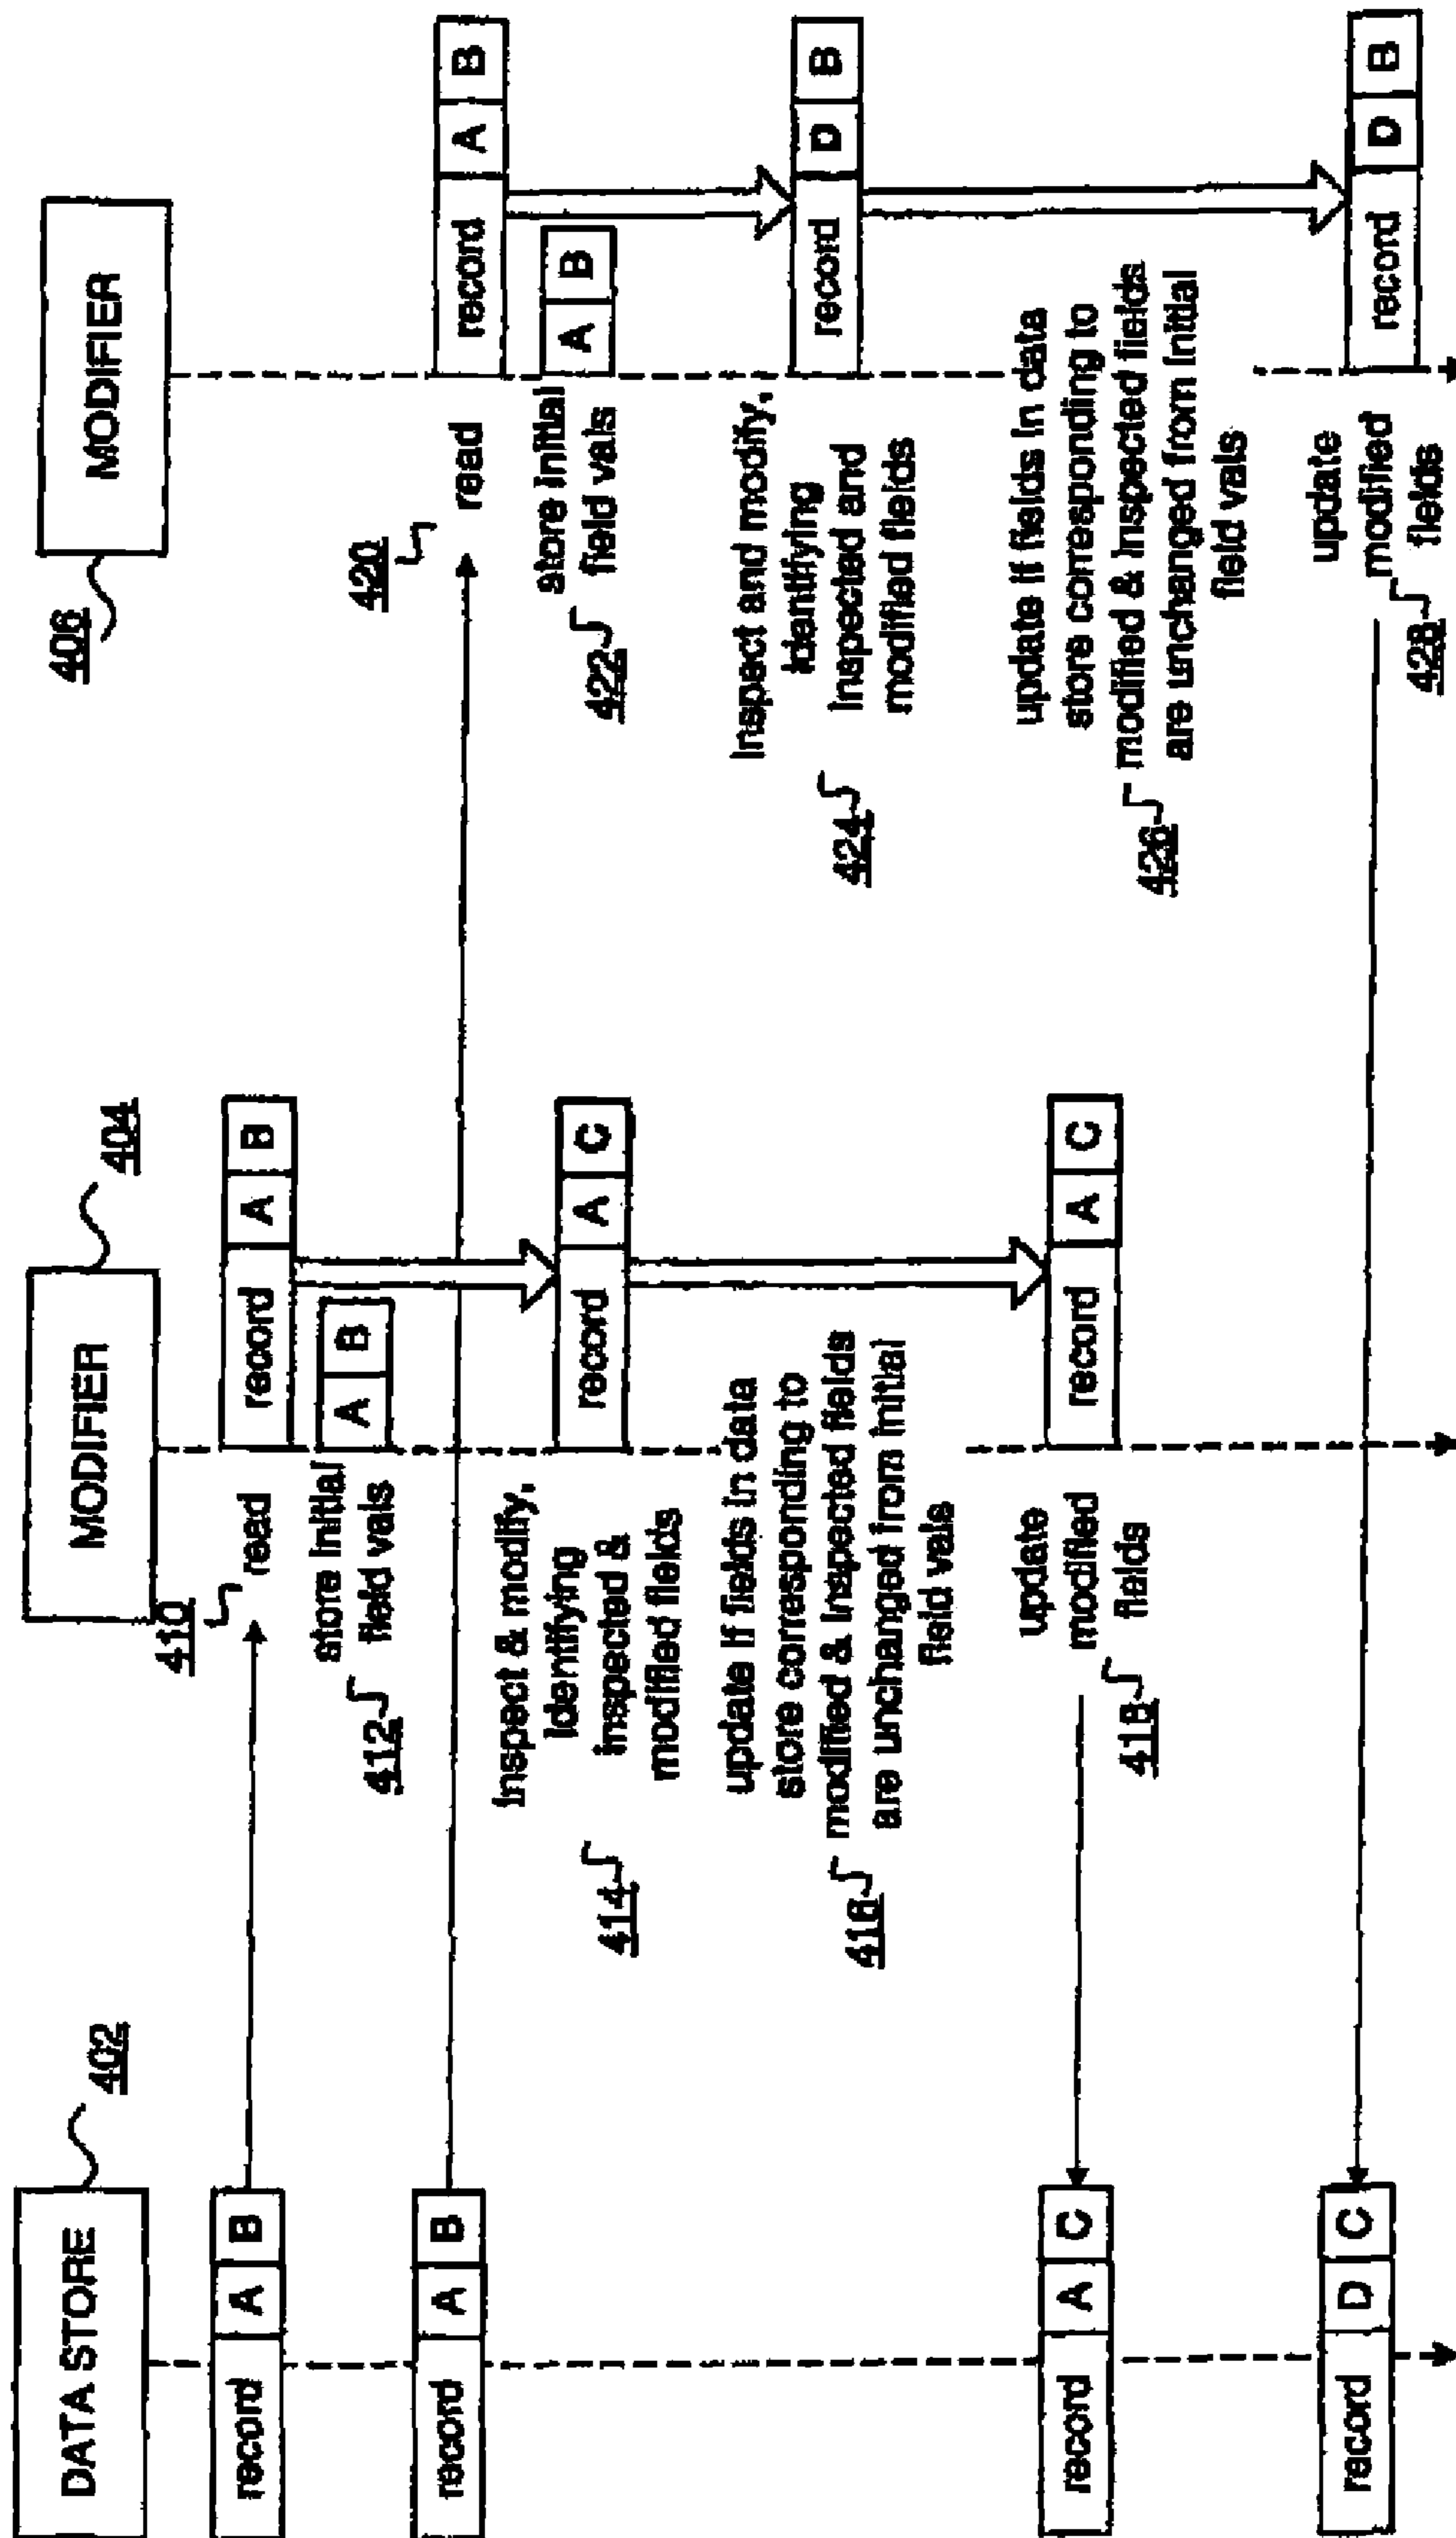 DATA STORE
402
MODIFIER
404
MODIFIER
406
record A B
410
read
record A B
store initial
field vals
412
A B
record A B
420
read
record A B
store initial
field vals
422
A B
inspect & modify,
identifying
inspected &
modified fields
414
record A C
inspect and modify,
identifying
inspected and
modified fields
424
record D B
update if fields in data
store corresponding to
modified & inspected fields
are unchanged from initial
field vals
416
update if fields in data
store corresponding to
modified & inspected fields
are unchanged from initial
field vals
426
record A C
update
modified
fields
418
record A C
record D C
update
modified
fields
428
record D B